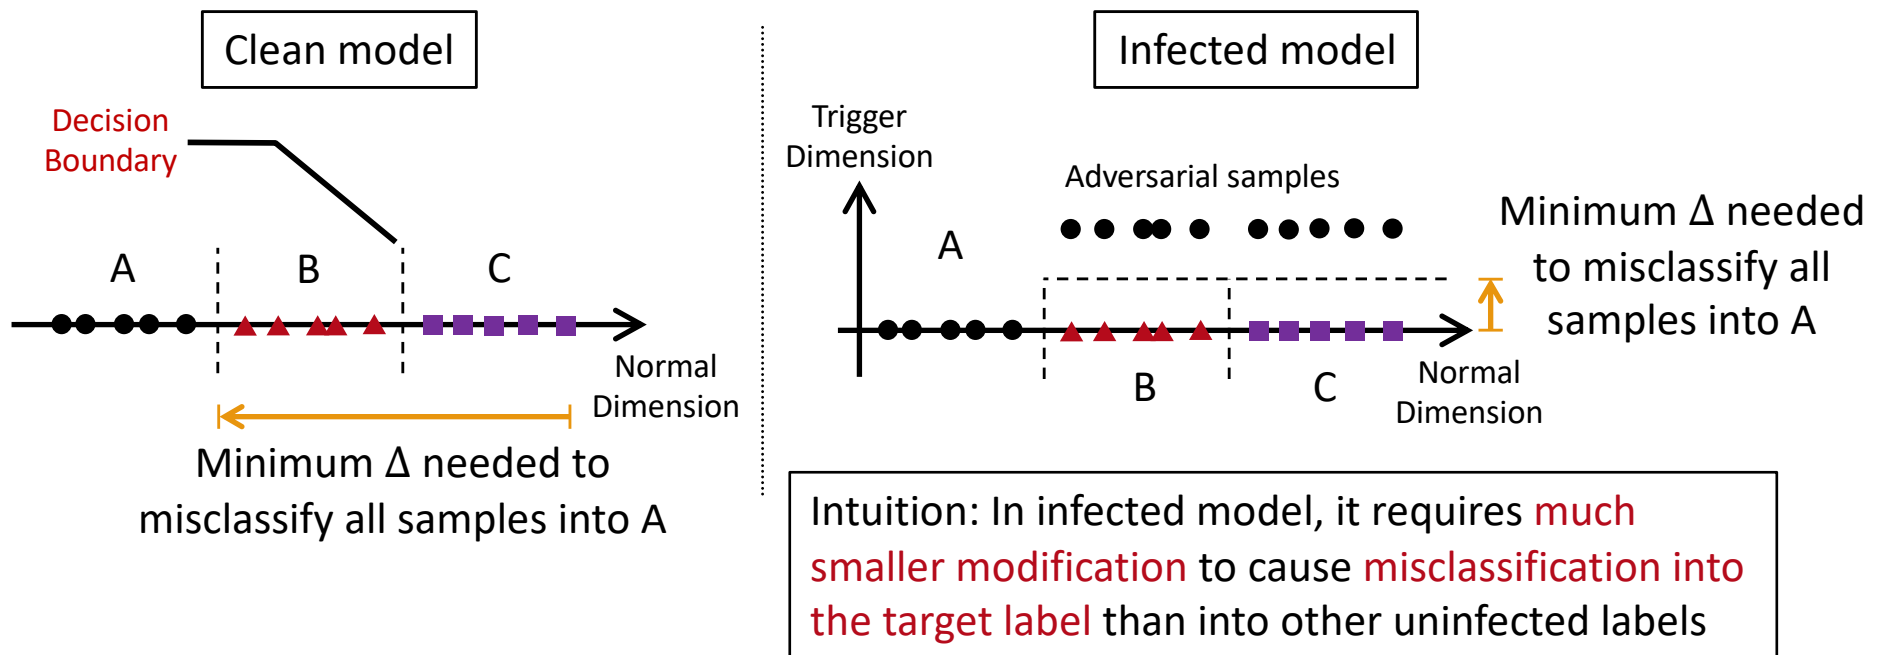 Clean model
Decision
Boundary
A
B
C
Normal
Dimension
Minimum Δ needed to
misclassify all samples into A
Infected model
Trigger
Dimension
Adversarial samples
A
B
C
Normal
Dimension
Minimum Δ needed
to misclassify all
samples into A
Intuition: In infected model, it requires much
smaller modification to cause misclassification into
the target label than into other uninfected labels